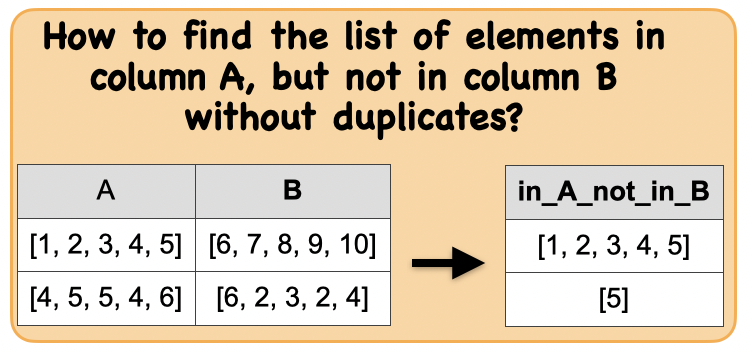 How to find the list of elements in
column A, but not in column B
without duplicates?
A B in_A_not_in_B
[1, 2, 3, 4, 5] [6, 7, 8, 9, 10] [1, 2, 3, 4, 5]
[4, 5, 5, 4, 6] [6, 2, 3, 2, 4] [5]